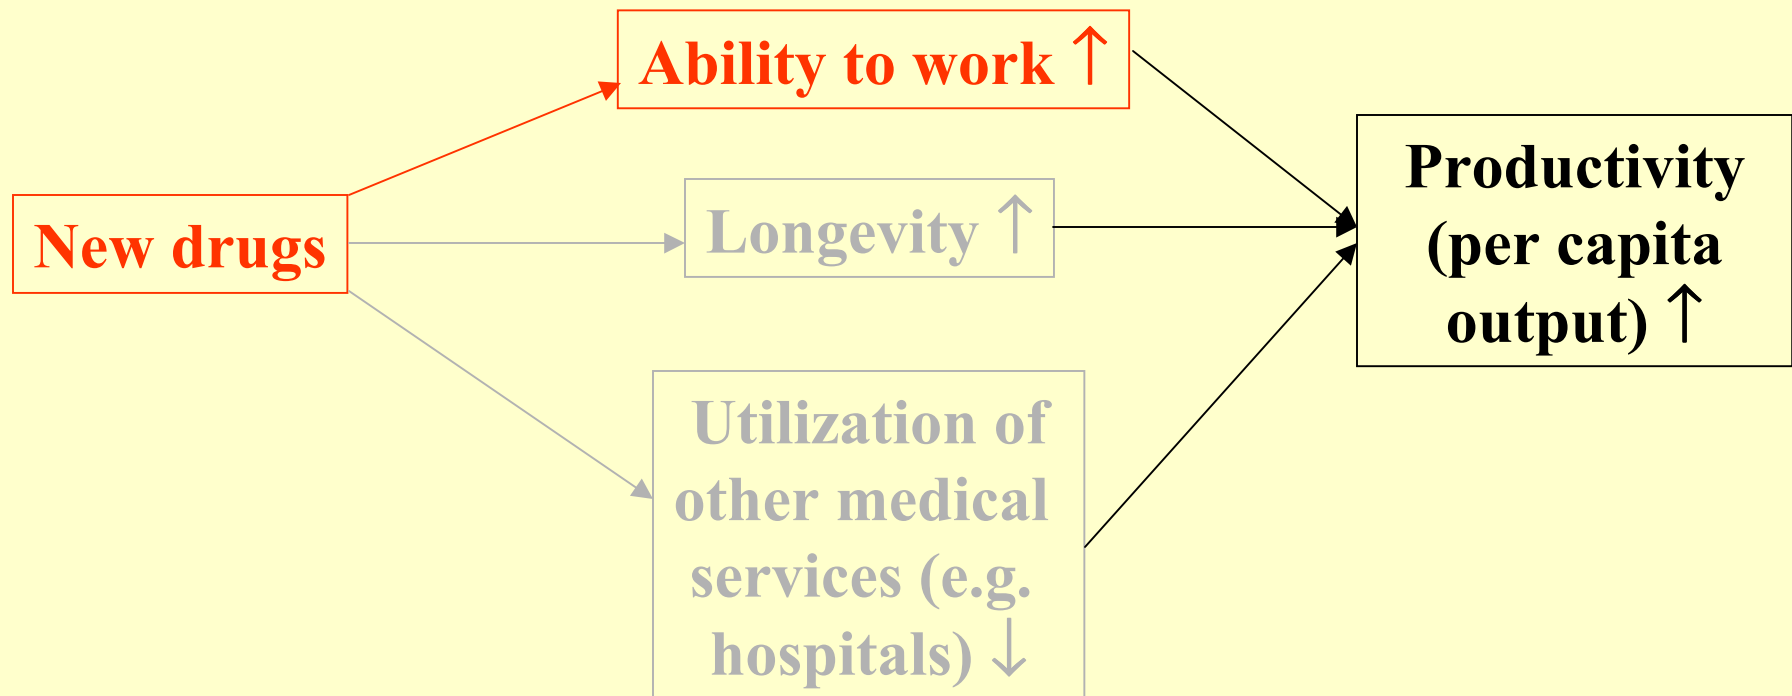 Ability to work ↑
New drugs
Longevity ↑
Utilization of
other medical
services (e.g.
hospitals) ↓
Productivity
(per capita
output) ↑